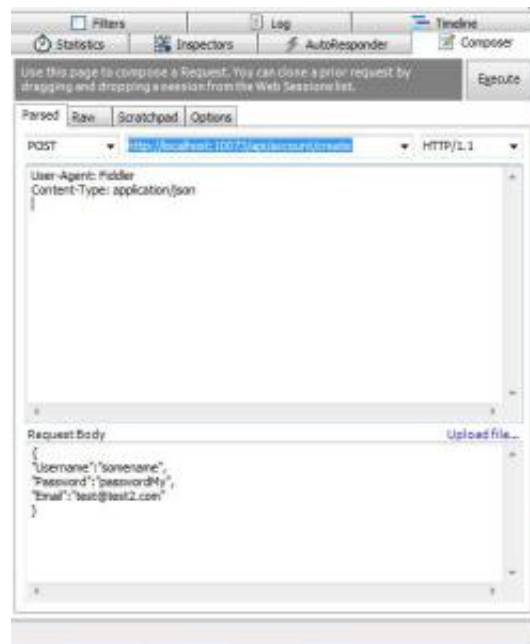 Filters Log Timeline
Statistics Inspectors AutoResponder Composer
Use this page to compose a Request. You can clone a prior request by
dragging and dropping a session from the Web Sessions list.
Execute
Parsed Raw Scratchpad Options
POST http://localhost:10073/api/account/create HTTP/1.1
User-Agent: Fiddler
Content-Type: application/json
Request Body Upload file...
{
"Username":"somename",
"Password":"passwordMy",
"Email":"test@test2.com"
}